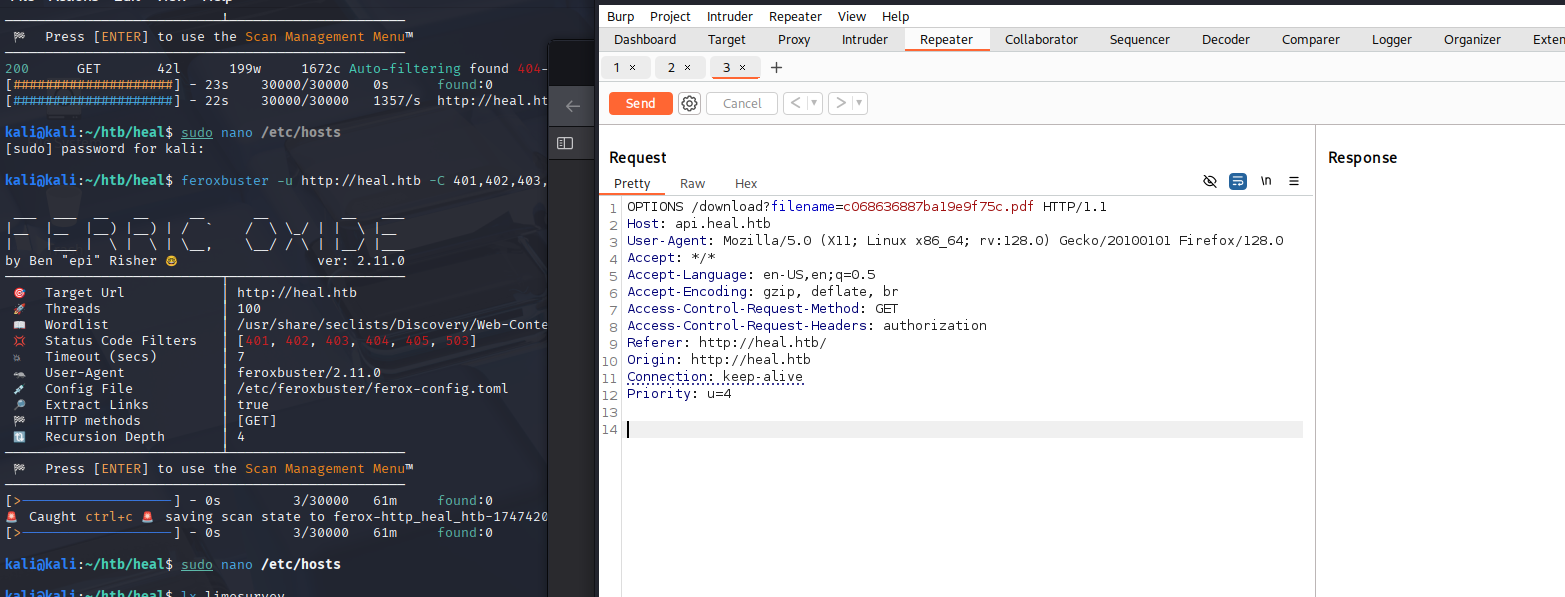 Press [ENTER] to use the Scan Management Menu™
200 GET 42l 199w 1672c Auto-filtering found 404-
[####################] - 23s 30000/30000 0s found:0
[####################] - 22s 30000/30000 1357/s http://heal.ht
kali@kali:~/htb/heal$ sudo nano /etc/hosts
[sudo] password for kali:
kali@kali:~/htb/heal$ feroxbuster -u http://heal.htb -C 401,402,403,
by Ben "epi" Risher 🤓 ver: 2.11.0
Target Url │ http://heal.htb
Threads │ 100
Wordlist │ /usr/share/seclists/Discovery/Web-Conte
Status Code Filters │ [401, 402, 403, 404, 405, 503]
Timeout (secs) │ 7
User-Agent │ feroxbuster/2.11.0
Config File │ /etc/feroxbuster/ferox-config.toml
Extract Links │ true
HTTP methods │ [GET]
Recursion Depth │ 4
Press [ENTER] to use the Scan Management Menu™
[>-------------------] - 0s 3/30000 61m found:0
🚨 Caught ctrl+c 🚨 saving scan state to ferox-http_heal_htb-1747420
[>-------------------] - 0s 3/30000 61m found:0
kali@kali:~/htb/heal$ sudo nano /etc/hosts
kali@kali:~/htb/heal$ lx limesurvey
Burp Project Intruder Repeater View Help
Dashboard Target Proxy Intruder Repeater Collaborator Sequencer Decoder Comparer Logger Organizer Exten
1 × 2 × 3 × +
Send Cancel < >
Request
Pretty Raw Hex
\n
1 OPTIONS /download?filename=c068636887ba19e9f75c.pdf HTTP/1.1
2 Host: api.heal.htb
3 User-Agent: Mozilla/5.0 (X11; Linux x86_64; rv:128.0) Gecko/20100101 Firefox/128.0
4 Accept: */*
5 Accept-Language: en-US,en;q=0.5
6 Accept-Encoding: gzip, deflate, br
7 Access-Control-Request-Method: GET
8 Access-Control-Request-Headers: authorization
9 Referer: http://heal.htb/
10 Origin: http://heal.htb
11 Connection: keep-alive
12 Priority: u=4
13
14
Response